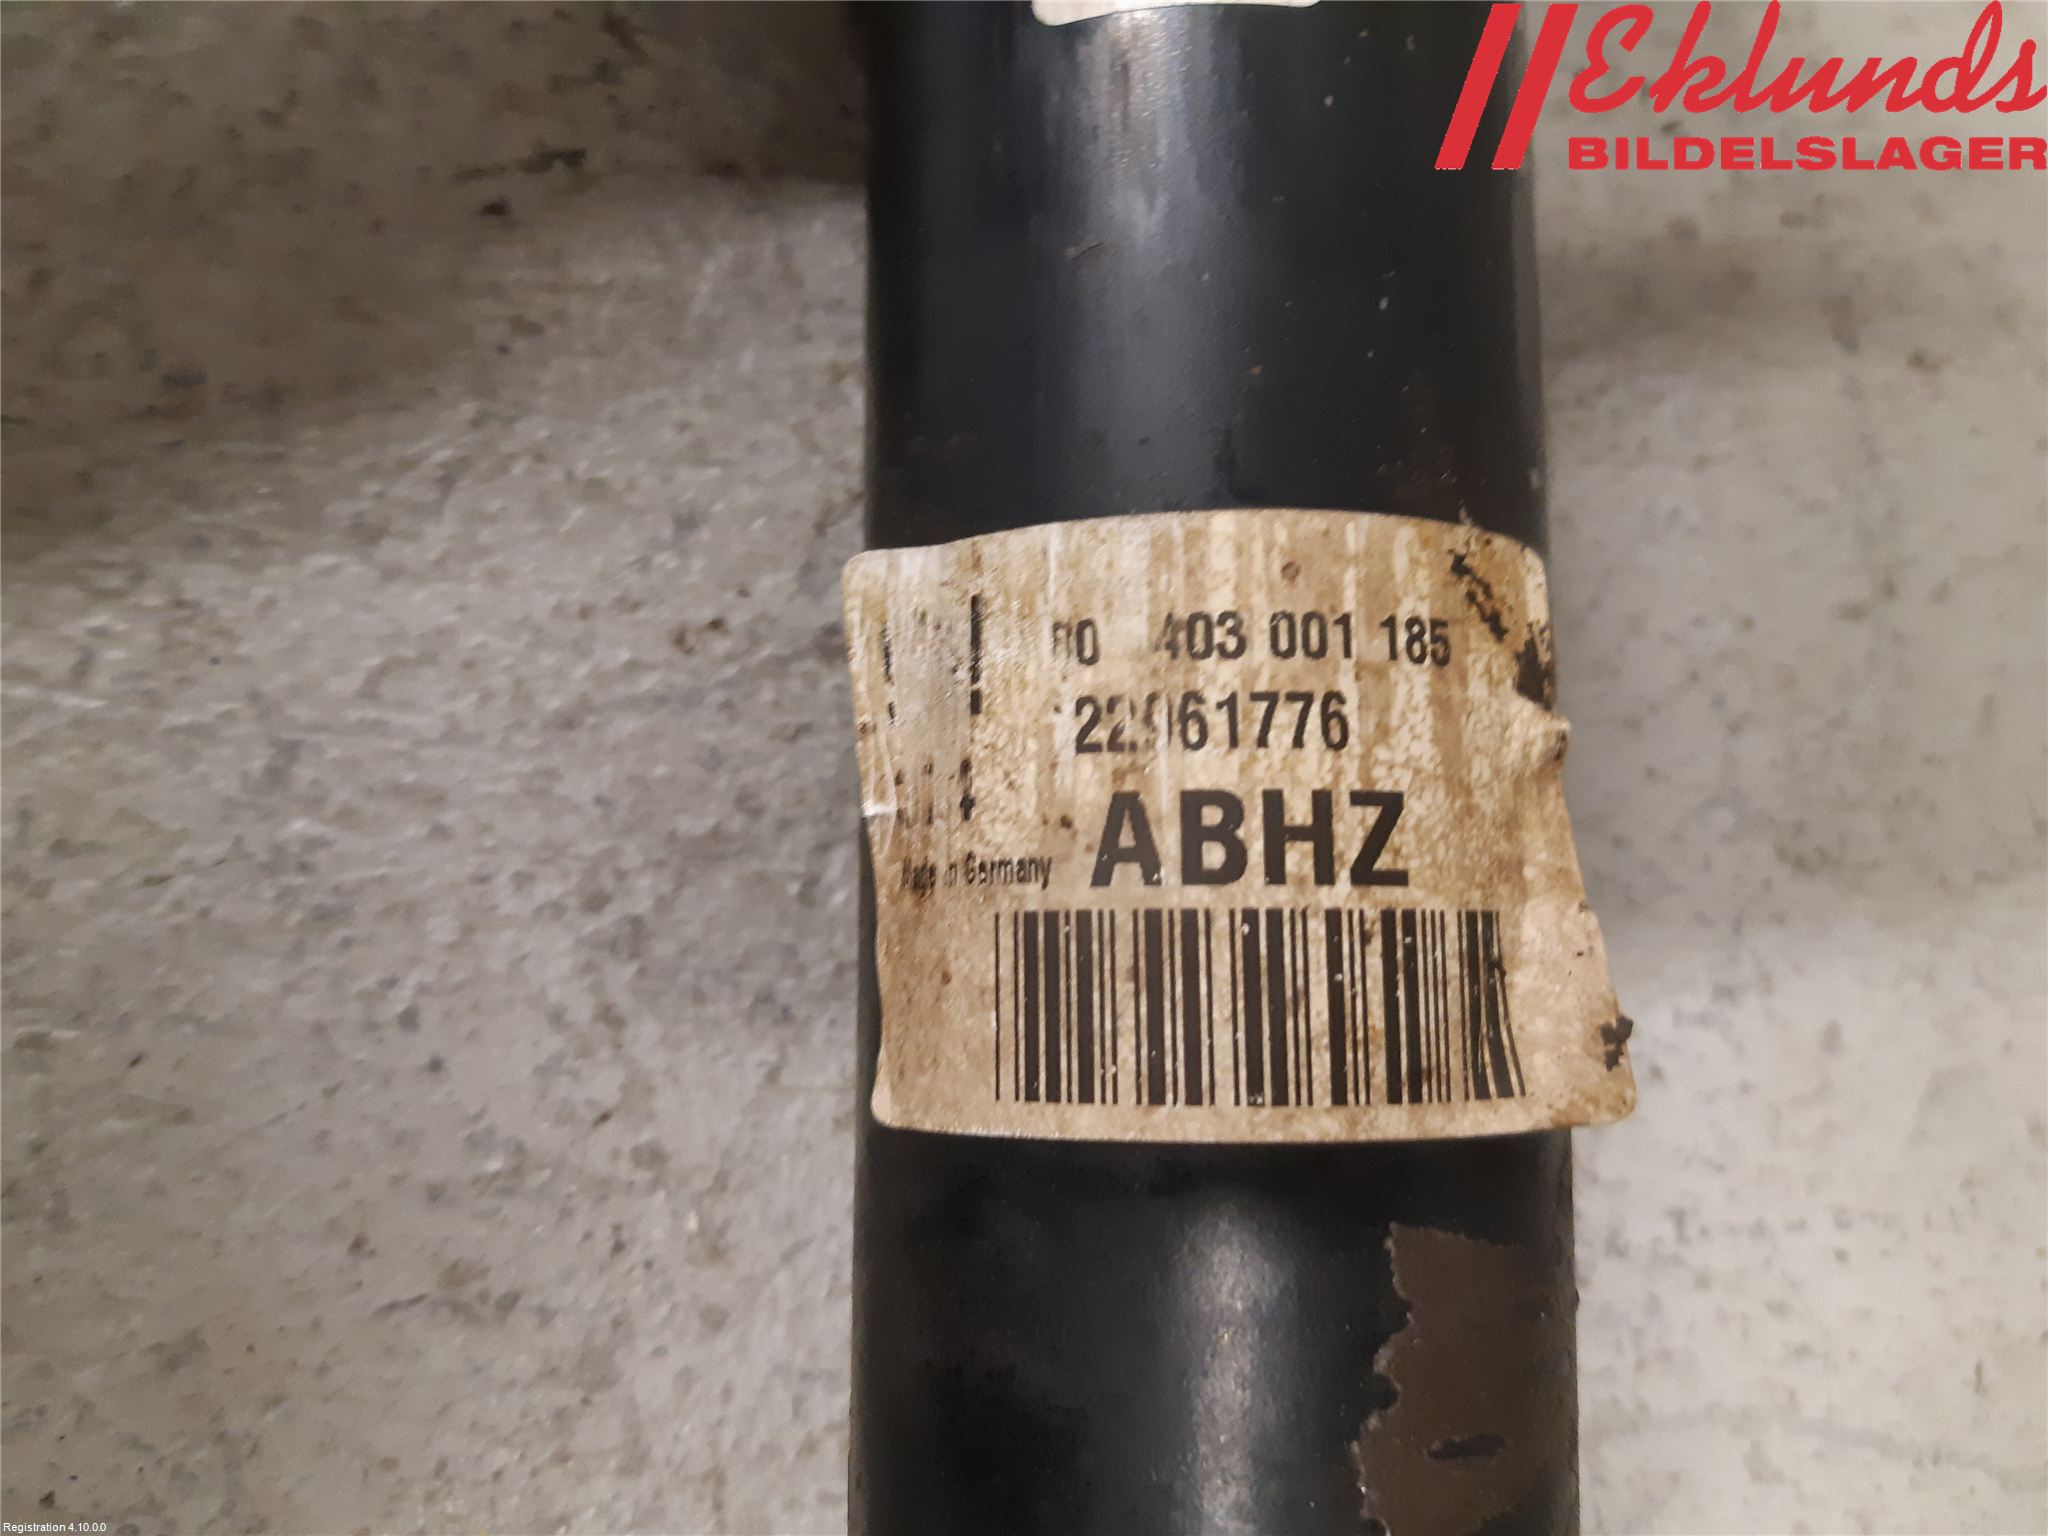 Eklunds
BILDELSLAGER
403 001 185
22961776
Made in Germany
ABHZ
Registration 4.10.0.0